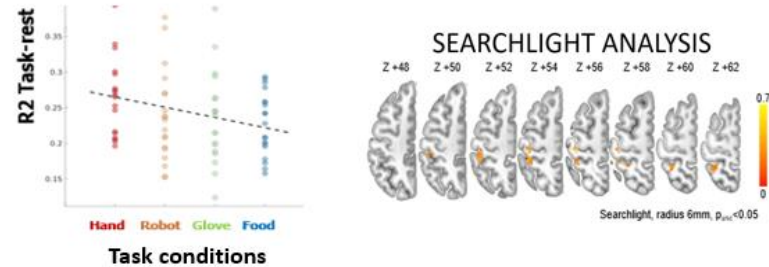 R2 Task-rest
0.35
0.3
0.25
0.2
0.15
Hand Robot Glove Food
Task conditions
SEARCHLIGHT ANALYSIS
Z +48 Z +50 Z +52 Z +54 Z +56 Z +58 Z +60 Z +62
0.7
0
Searchlight, radius 6mm, p<0.05